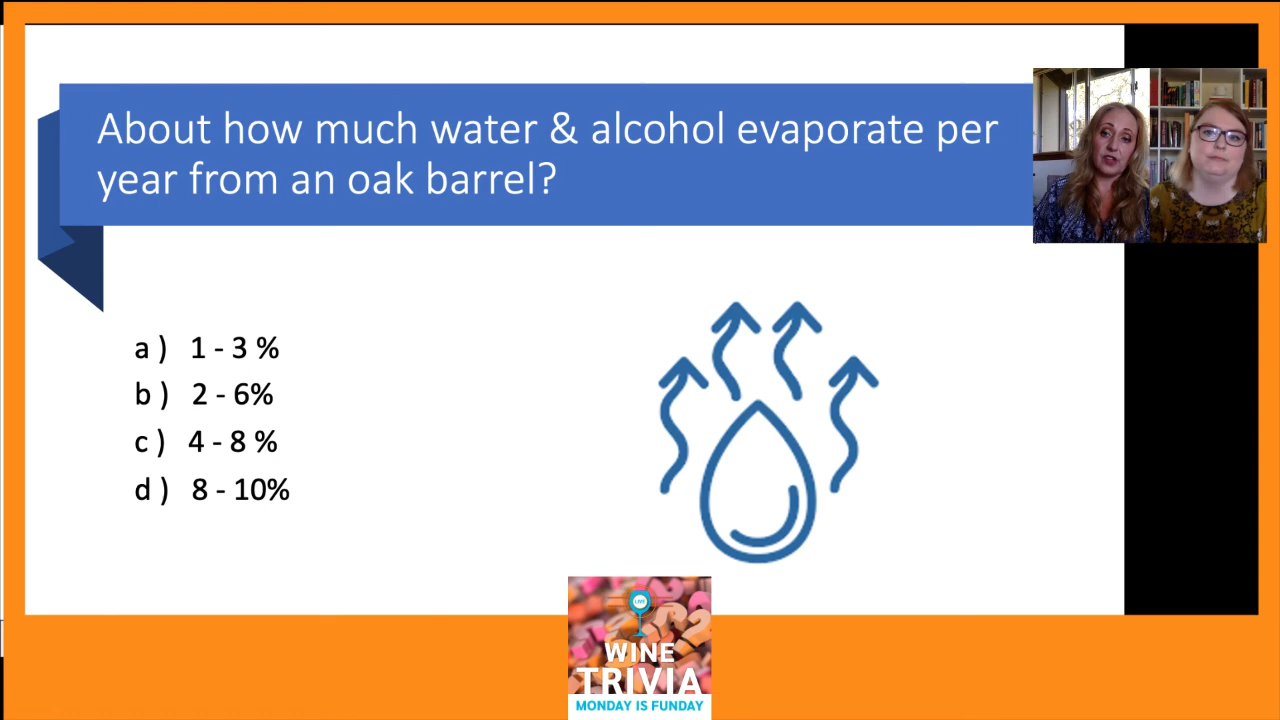 About how much water & alcohol evaporate per
year from an oak barrel?
a ) 1 - 3 %
b ) 2 - 6%
c ) 4 - 8 %
d ) 8 - 10%
LIVE
WINE
TRIVIA
MONDAY IS FUNDAY